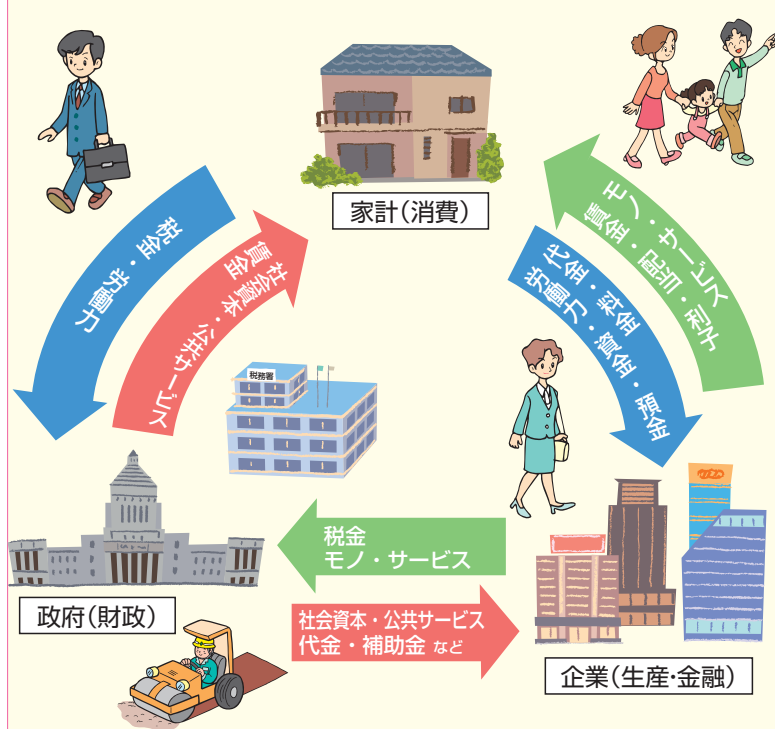 家計(消費)
税金・労働力
社会資本・公共サービス
賃金
モノ・サービス
賃金・配当・利子
代金・料金
労働力・資金・預金
税務署
税金
モノ・サービス
政府(財政)
社会資本・公共サービス
代金・補助金 など
企業(生産・金融)